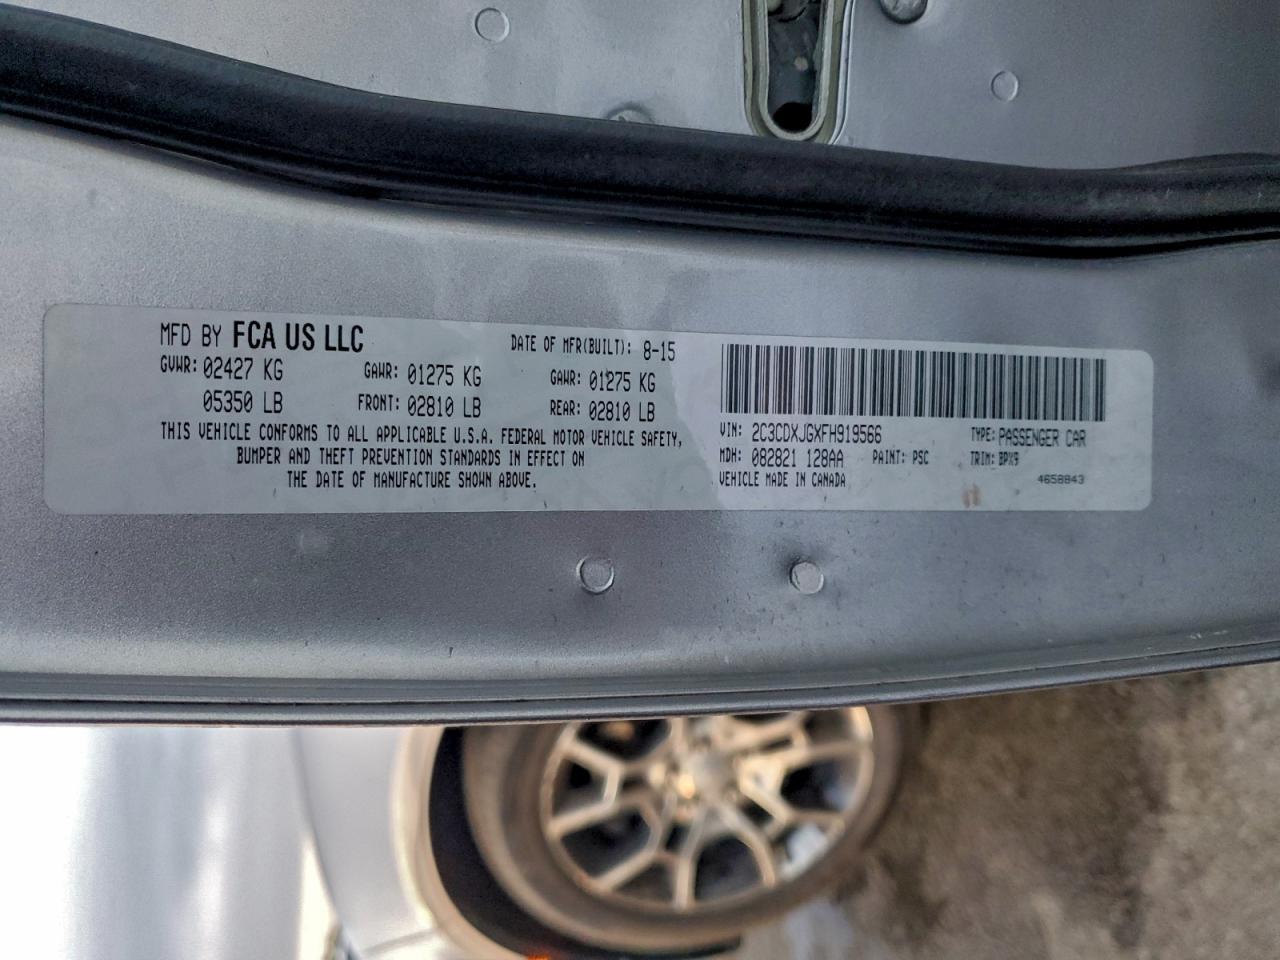 MFD BY FCA US LLC DATE OF MFR(BUILT): 8-15
GVWR: 02427 KG GAWR: 01275 KG GAWR: 01275 KG
05350 LB FRONT: 02810 LB REAR: 02810 LB
THIS VEHICLE CONFORMS TO ALL APPLICABLE U.S.A. FEDERAL MOTOR VEHICLE SAFETY,
BUMPER AND THEFT PREVENTION STANDARDS IN EFFECT ON
THE DATE OF MANUFACTURE SHOWN ABOVE.
VIN: 2C3CDXJGXFH919566 TYPE: PASSENGER CAR
MDH: 082821 128AA PAINT: PSC TRIM: BPX9
VEHICLE MADE IN CANADA 4658843